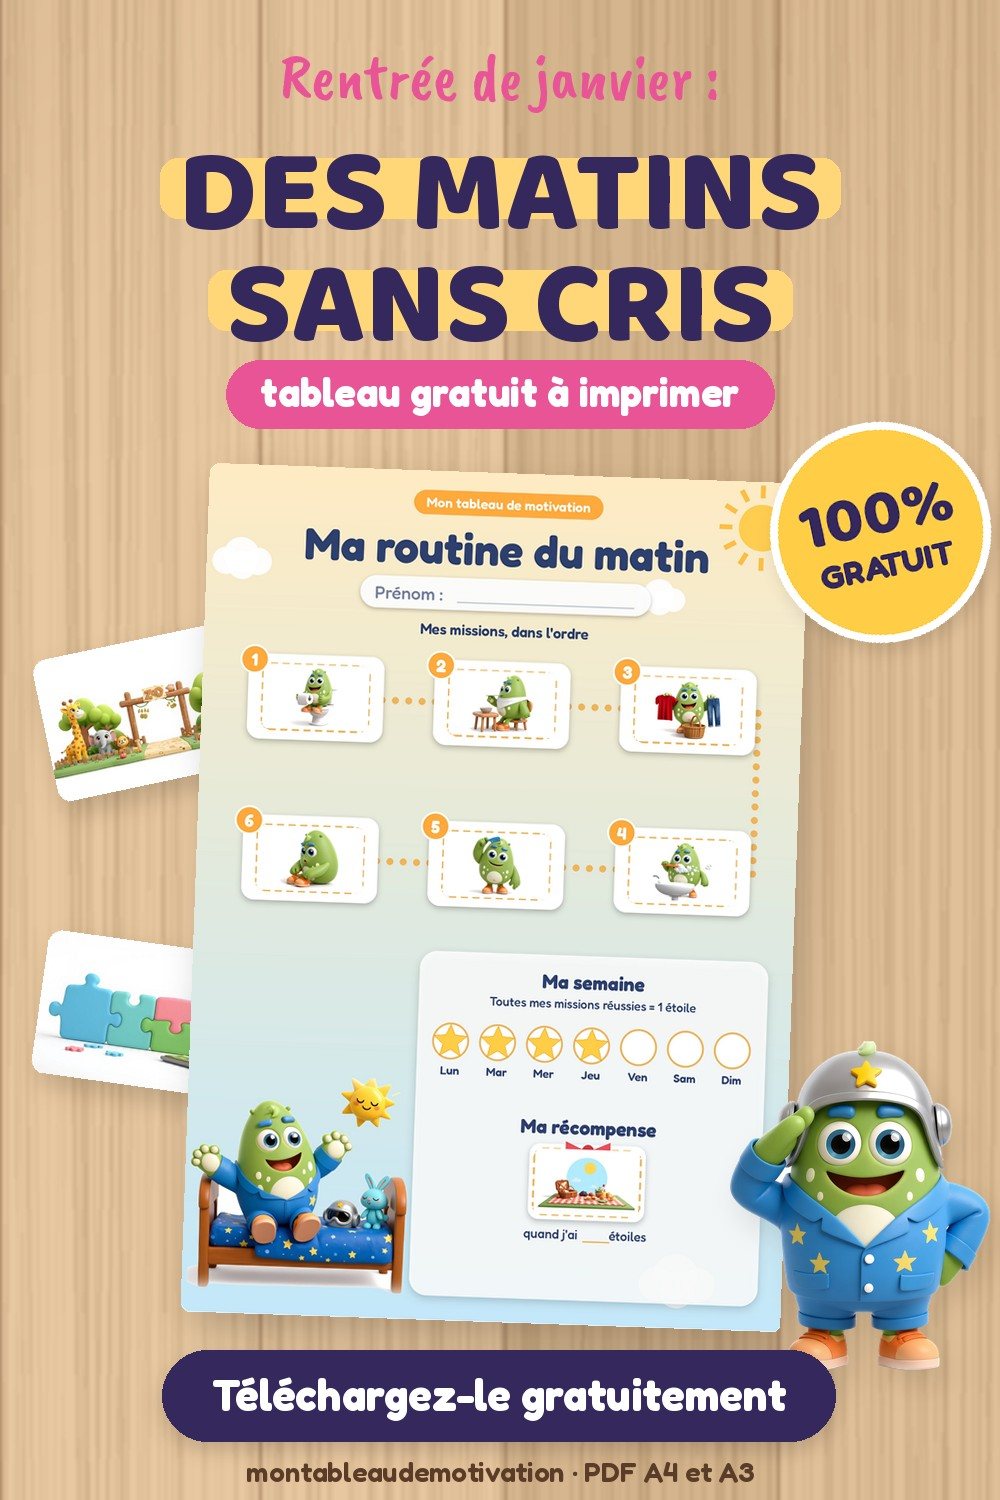 Rentrée de janvier :
DES MATINS
SANS CRIS
tableau gratuit à imprimer
100%
GRATUIT
Mon tableau de motivation
Ma routine du matin
Prénom :
Mes missions, dans l'ordre
1
2
3
ZOO
6
5
4
Ma semaine
Toutes mes missions réussies = 1 étoile
Lun Mar Mer Jeu Ven Sam Dim
Ma récompense
quand j'ai ____ étoiles
Téléchargez-le gratuitement
montableaudemotivation · PDF A4 et A3